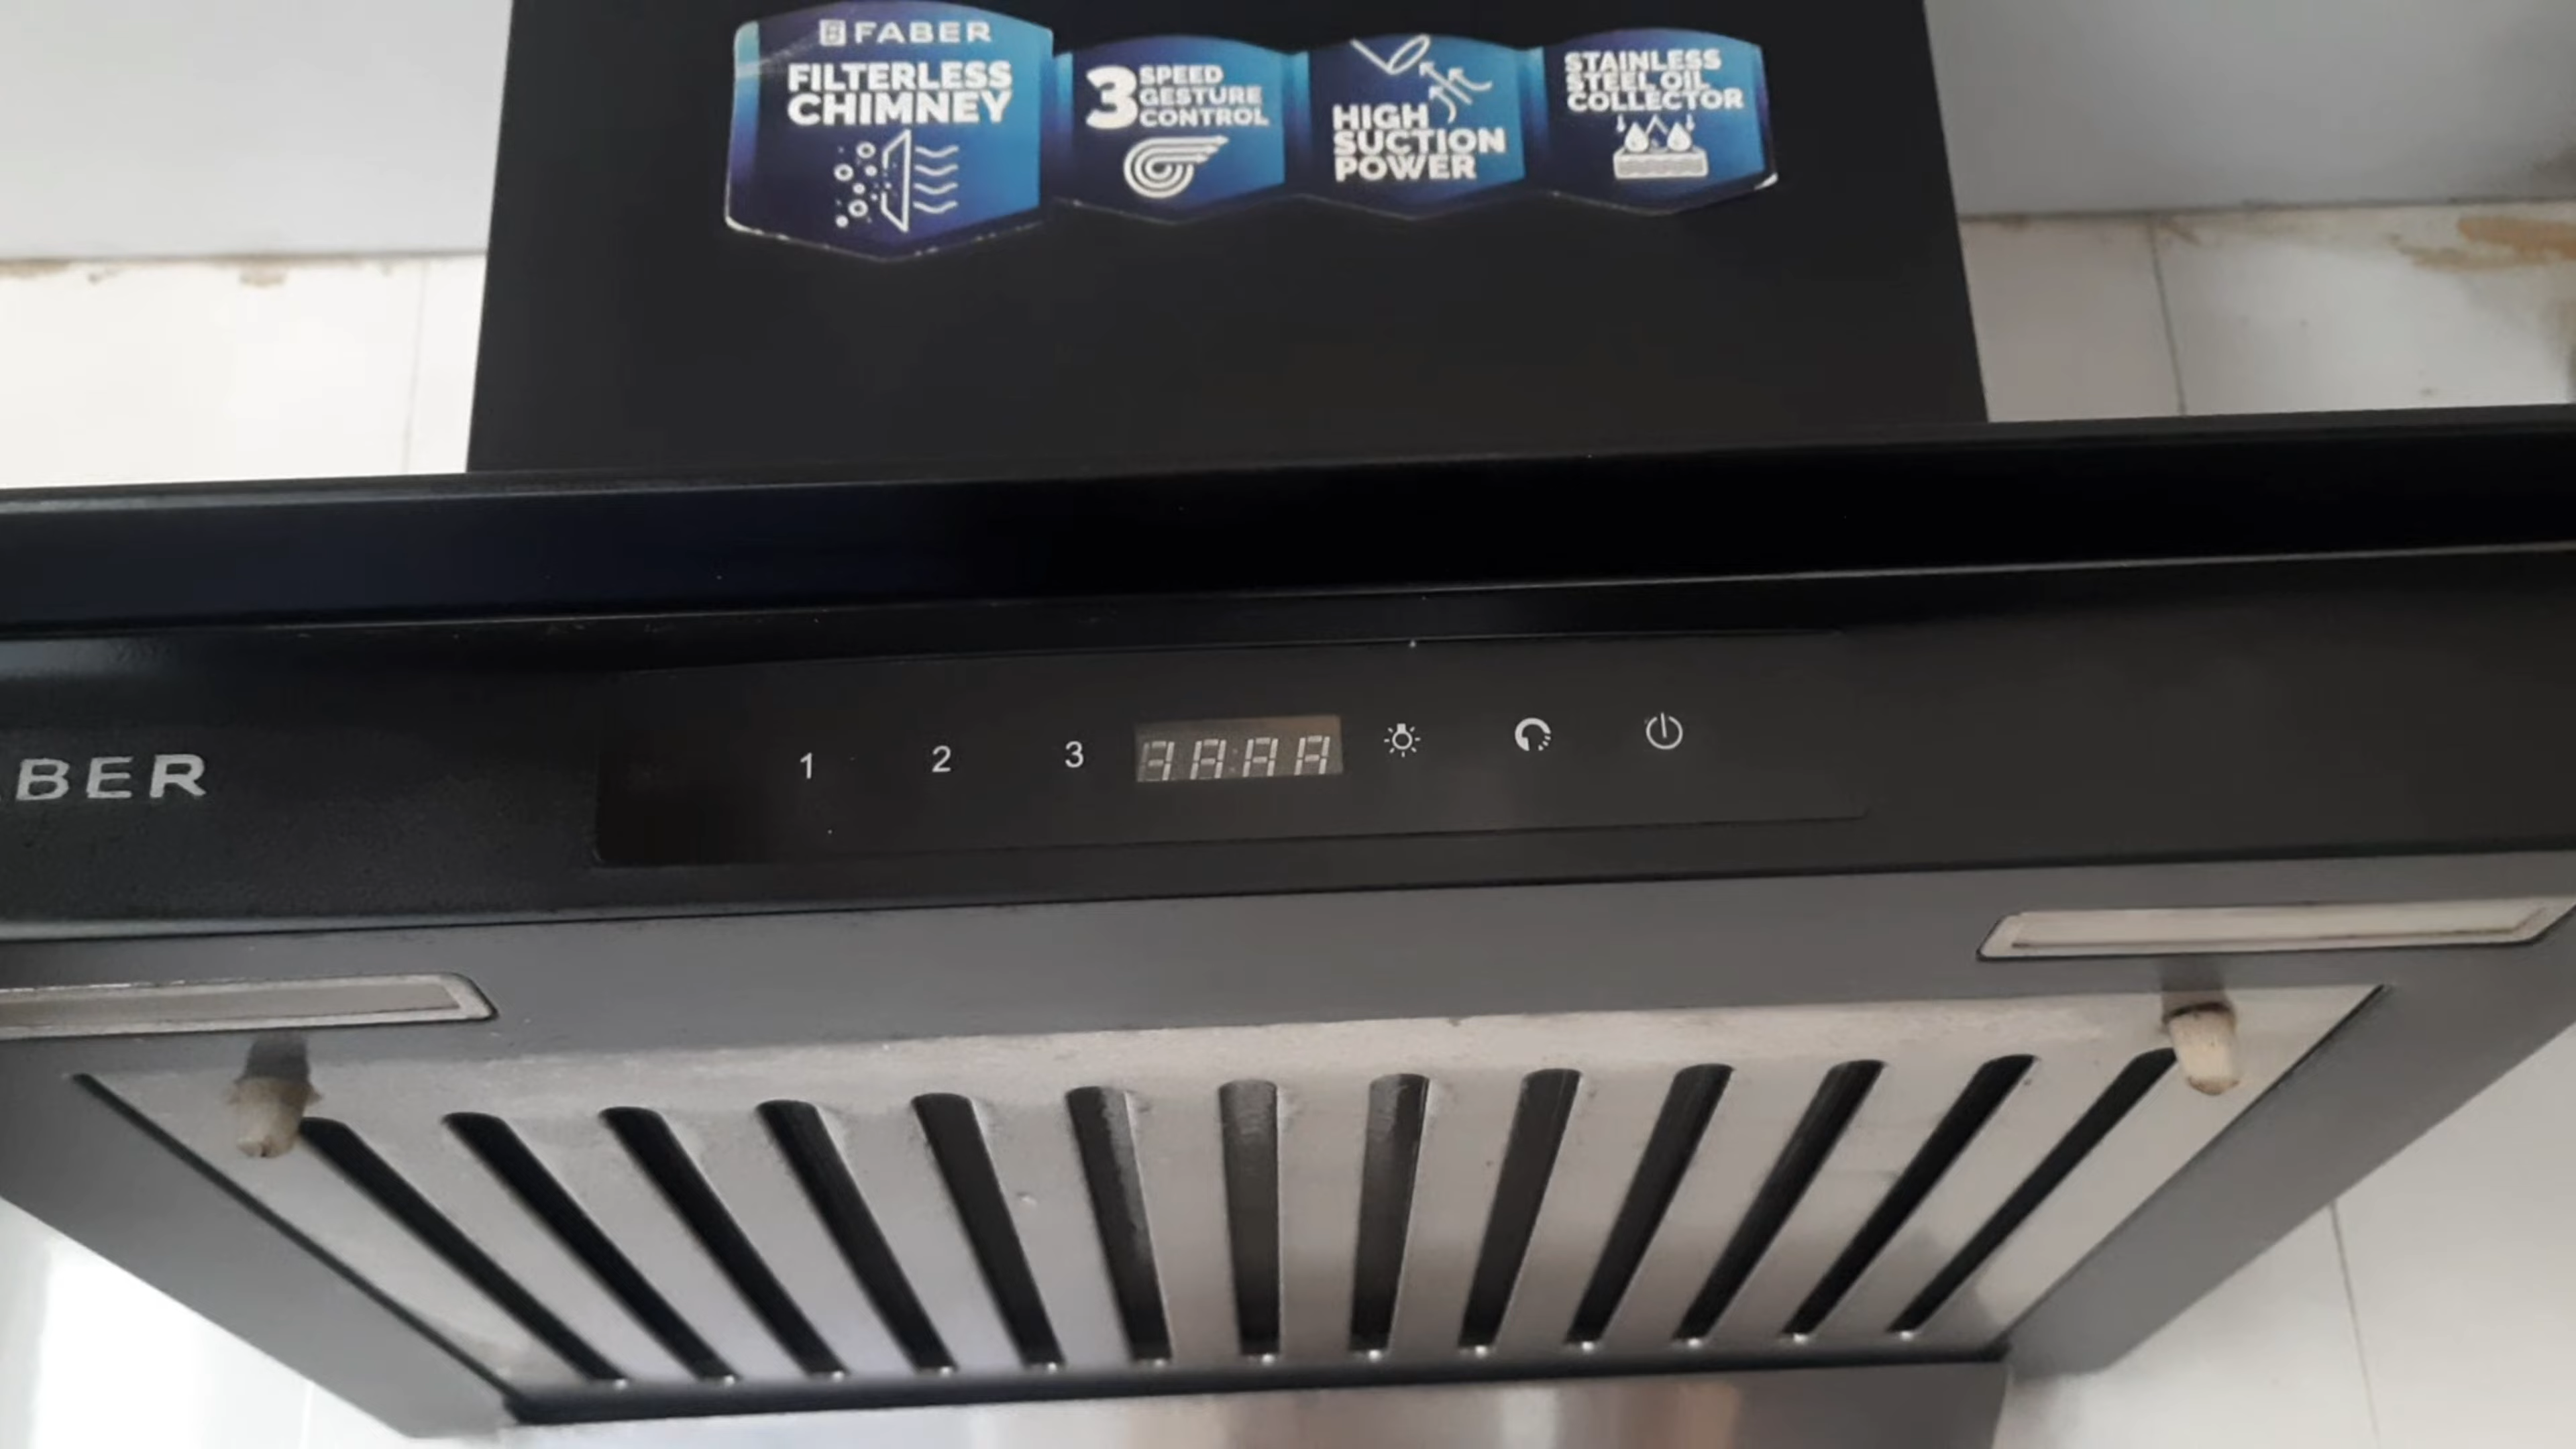 FABER
FILTERLESS
CHIMNEY
3 SPEED
GESTURE
CONTROL
HIGH
SUCTION
POWER
STAINLESS
STEEL OIL
COLLECTOR
BER
1 2 3